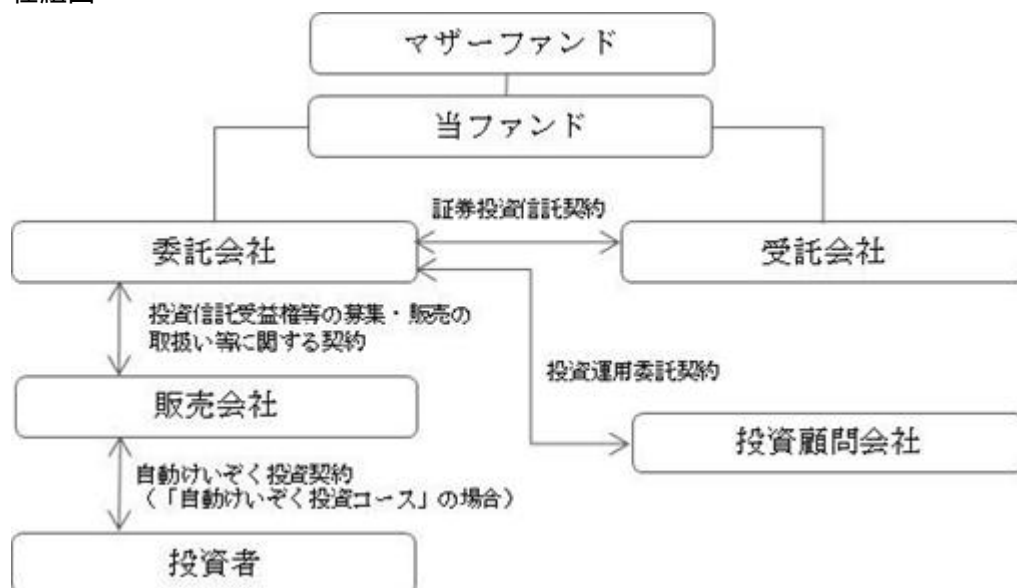 マザーファンド
当ファンド
証券投資信託契約
委託会社
受託会社
投資信託受益権等の募集・販売の
取扱い等に関する契約
投資運用委託契約
販売会社
投資顧問会社
自動けいぞく投資契約
(「自動けいぞく投資コース」の場合)
投資者